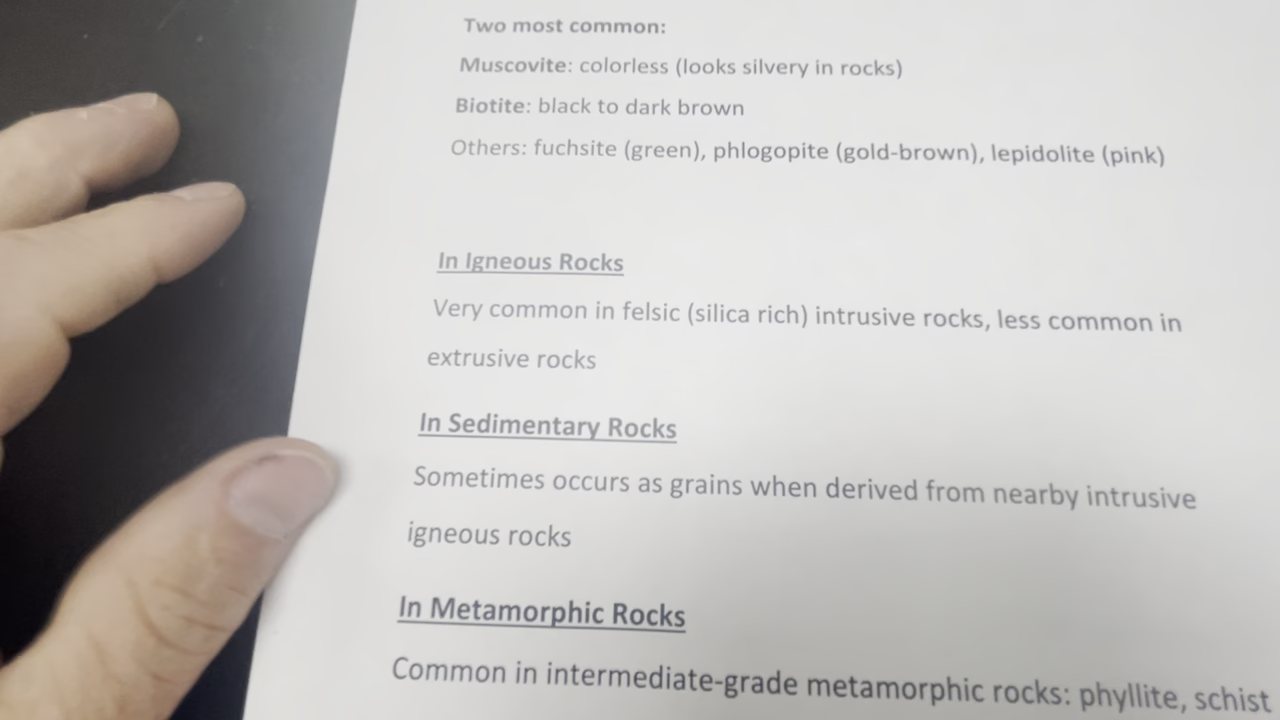 Two most common:
Muscovite: colorless (looks silvery in rocks)
Biotite: black to dark brown
Others: fuchsite (green), phlogopite (gold-brown), lepidolite (pink)
In Igneous Rocks
Very common in felsic (silica rich) intrusive rocks, less common in
extrusive rocks
In Sedimentary Rocks
Sometimes occurs as grains when derived from nearby intrusive
igneous rocks
In Metamorphic Rocks
Common in intermediate-grade metamorphic rocks: phyllite, schist